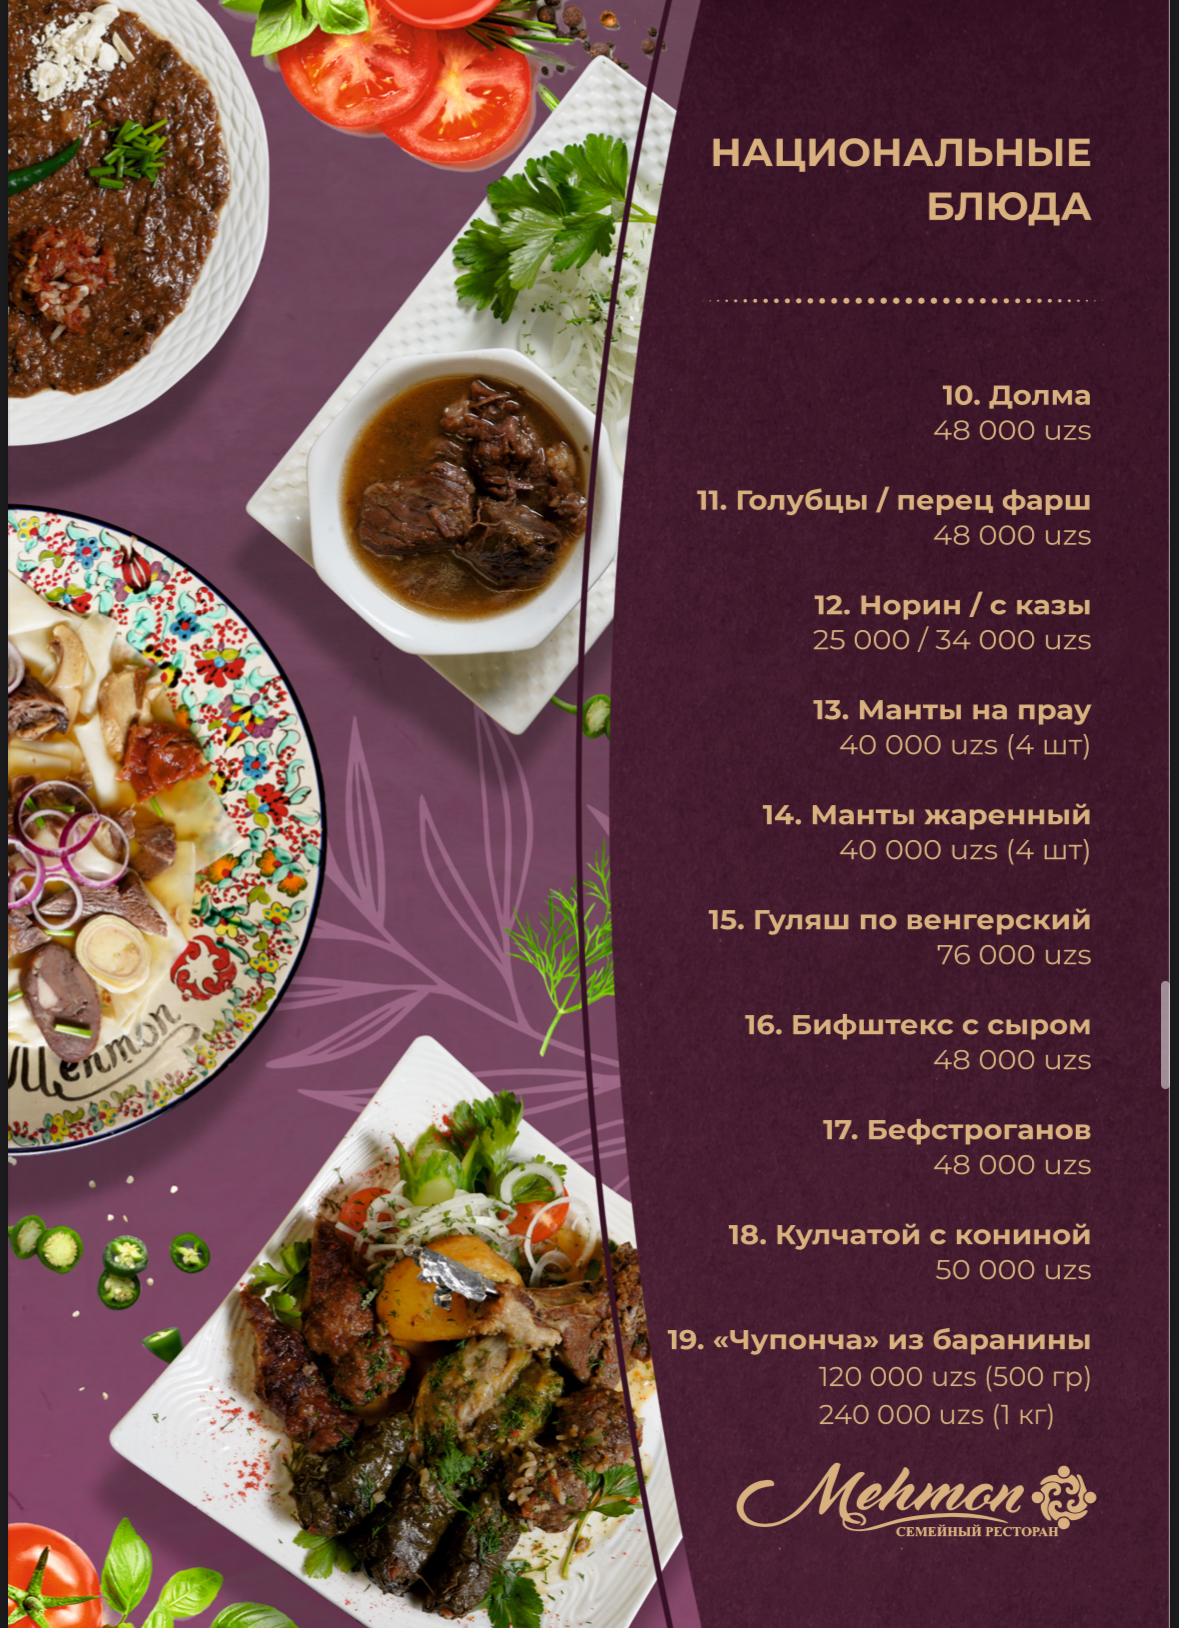 НАЦИОНАЛЬНЫЕ
БЛЮДА
10. Долма
48 000 uzs
11. Голубцы / перец фарш
48 000 uzs
12. Норин / с казы
25 000 / 34 000 uzs
13. Манты на прау
40 000 uzs (4 шт)
14. Манты жаренный
40 000 uzs (4 шт)
15. Гуляш по венгерский
76 000 uzs
16. Бифштекс с сыром
48 000 uzs
17. Бефстроганов
48 000 uzs
18. Кулчатой с кониной
50 000 uzs
19. «Чупонча» из баранины
120 000 uzs (500 гр)
240 000 uzs (1 кг)
Mehmon
СЕМЕЙНЫЙ РЕСТОРАН
Mehmon